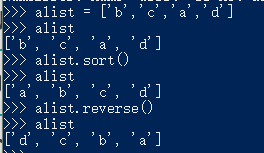 >>> alist = ['b','c','a','d']
>>> alist
['b', 'c', 'a', 'd']
>>> alist.sort()
>>> alist
['a', 'b', 'c', 'd']
>>> alist.reverse()
>>> alist
['d', 'c', 'b', 'a']